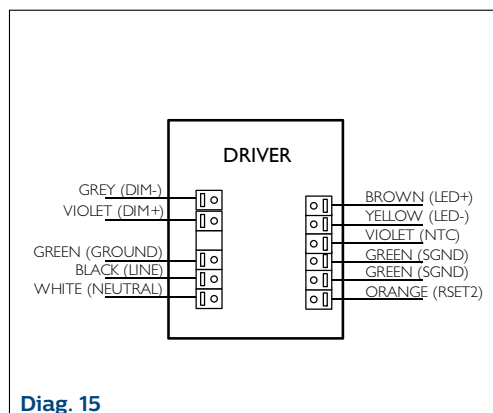 DRIVER
GREY (DIM-)
VIOLET (DIM+)
GREEN (GROUND)
BLACK (LINE)
WHITE (NEUTRAL)
BROWN (LED+)
YELLOW (LED-)
VIOLET (NTC)
GREEN (SGND)
GREEN (SGND)
ORANGE (RSET2)
Diag. 15